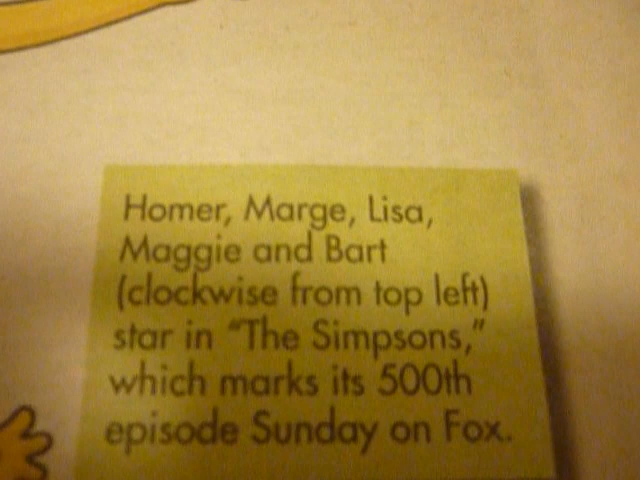 Homer, Marge, Lisa,
Maggie and Bart
(clockwise from top left)
star in "The Simpsons,"
which marks its 500th
episode Sunday on Fox.